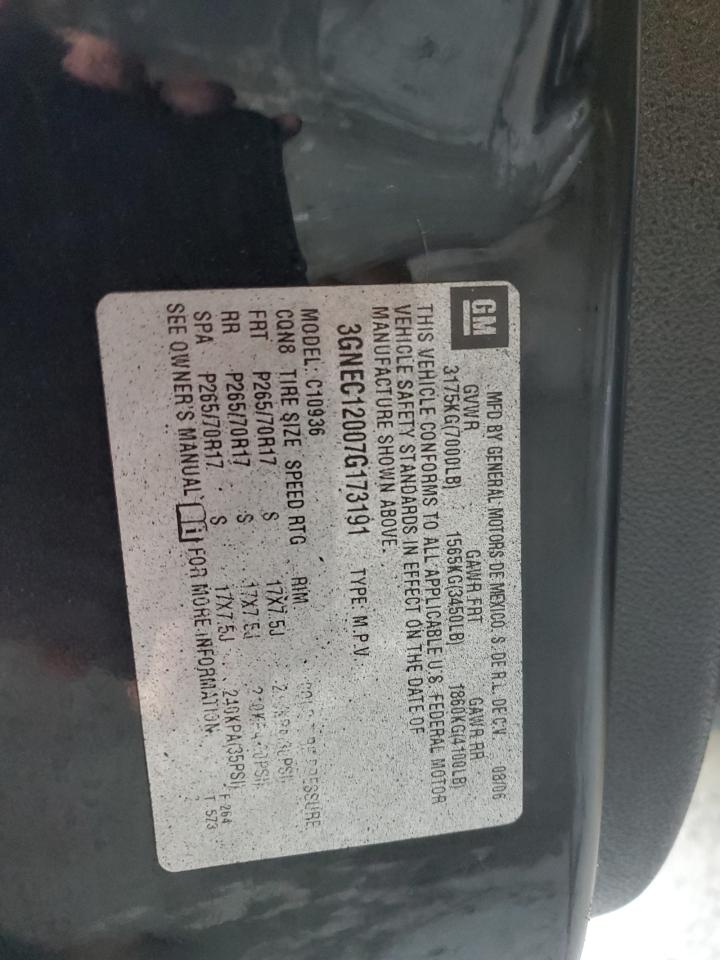 GM
MFD BY GENERAL MOTORS DE MEXICO, S. DE R.L. DE C.V. 08/06
GVWR GAWR FRT GAWR RR
3175KG(7000LB) 1565KG(3450LB) 1860KG(4100LB)
THIS VEHICLE CONFORMS TO ALL APPLICABLE U.S. FEDERAL MOTOR
VEHICLE SAFETY STANDARDS IN EFFECT ON THE DATE OF
MANUFACTURE SHOWN ABOVE.
3GNEC12007G173191 TYPE: M.P.V.
MODEL: C10936
CQN8 TIRE SIZE SPEED RTG RIM PRESSURE
FRT P265/70R17 S 17X7.5J
RR P265/70R17 S 17X7.5J
SPA P265/70R17 S 17X7.5J 240KPA(35PSI)
SEE OWNER'S MANUAL i FOR MORE INFORMATION. F 264
T 573